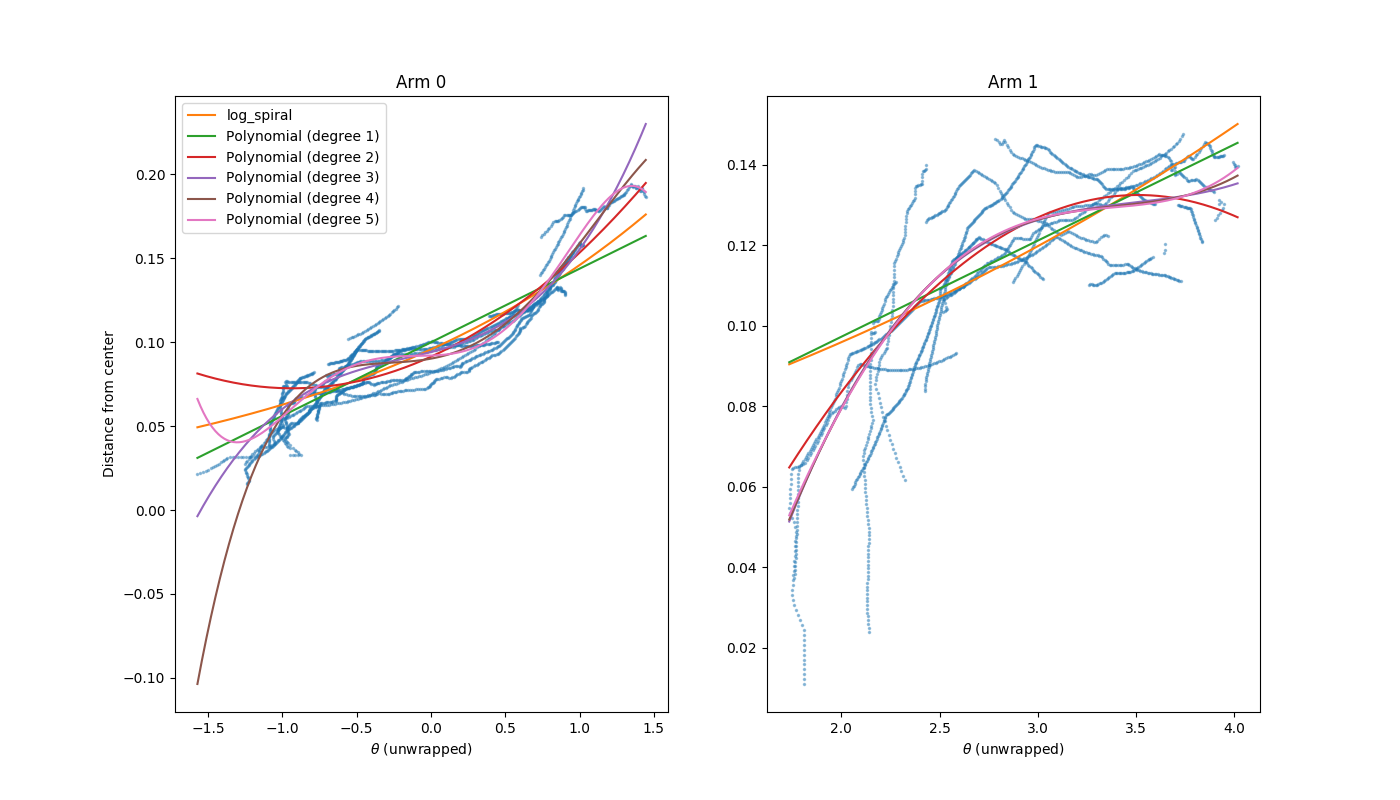 Arm 0
log_spiral
Polynomial (degree 1)
Polynomial (degree 2)
Polynomial (degree 3)
Polynomial (degree 4)
Polynomial (degree 5)
Distance from center
0.20
0.15
0.10
0.05
0.00
−0.05
−0.10
−1.5 −1.0 −0.5 0.0 0.5 1.0 1.5
θ (unwrapped)
Arm 1
0.14
0.12
0.10
0.08
0.06
0.04
0.02
2.0 2.5 3.0 3.5 4.0
θ (unwrapped)